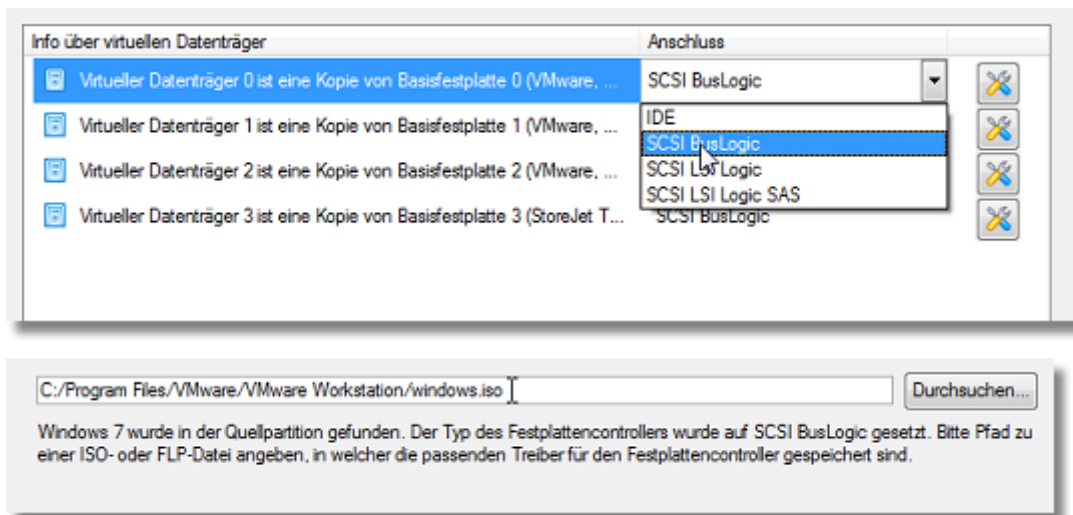 Info über virtuellen Datenträger Anschluss
Virtueller Datenträger 0 ist eine Kopie von Basisfestplatte 0 (VMware, ... SCSI BusLogic
IDE
Virtueller Datenträger 1 ist eine Kopie von Basisfestplatte 1 (VMware, ...
SCSI BusLogic
Virtueller Datenträger 2 ist eine Kopie von Basisfestplatte 2 (VMware, ... SCSI LSI Logic
SCSI LSI Logic SAS
Virtueller Datenträger 3 ist eine Kopie von Basisfestplatte 3 (StoreJet T... SCSI BusLogic
C:/Program Files/VMware/VMware Workstation/windows.iso Durchsuchen...
Windows 7 wurde in der Quellpartition gefunden. Der Typ des Festplattencontrollers wurde auf SCSI BusLogic gesetzt. Bitte Pfad zu
einer ISO- oder FLP-Datei angeben, in welcher die passenden Treiber für den Festplattencontroller gespeichert sind.